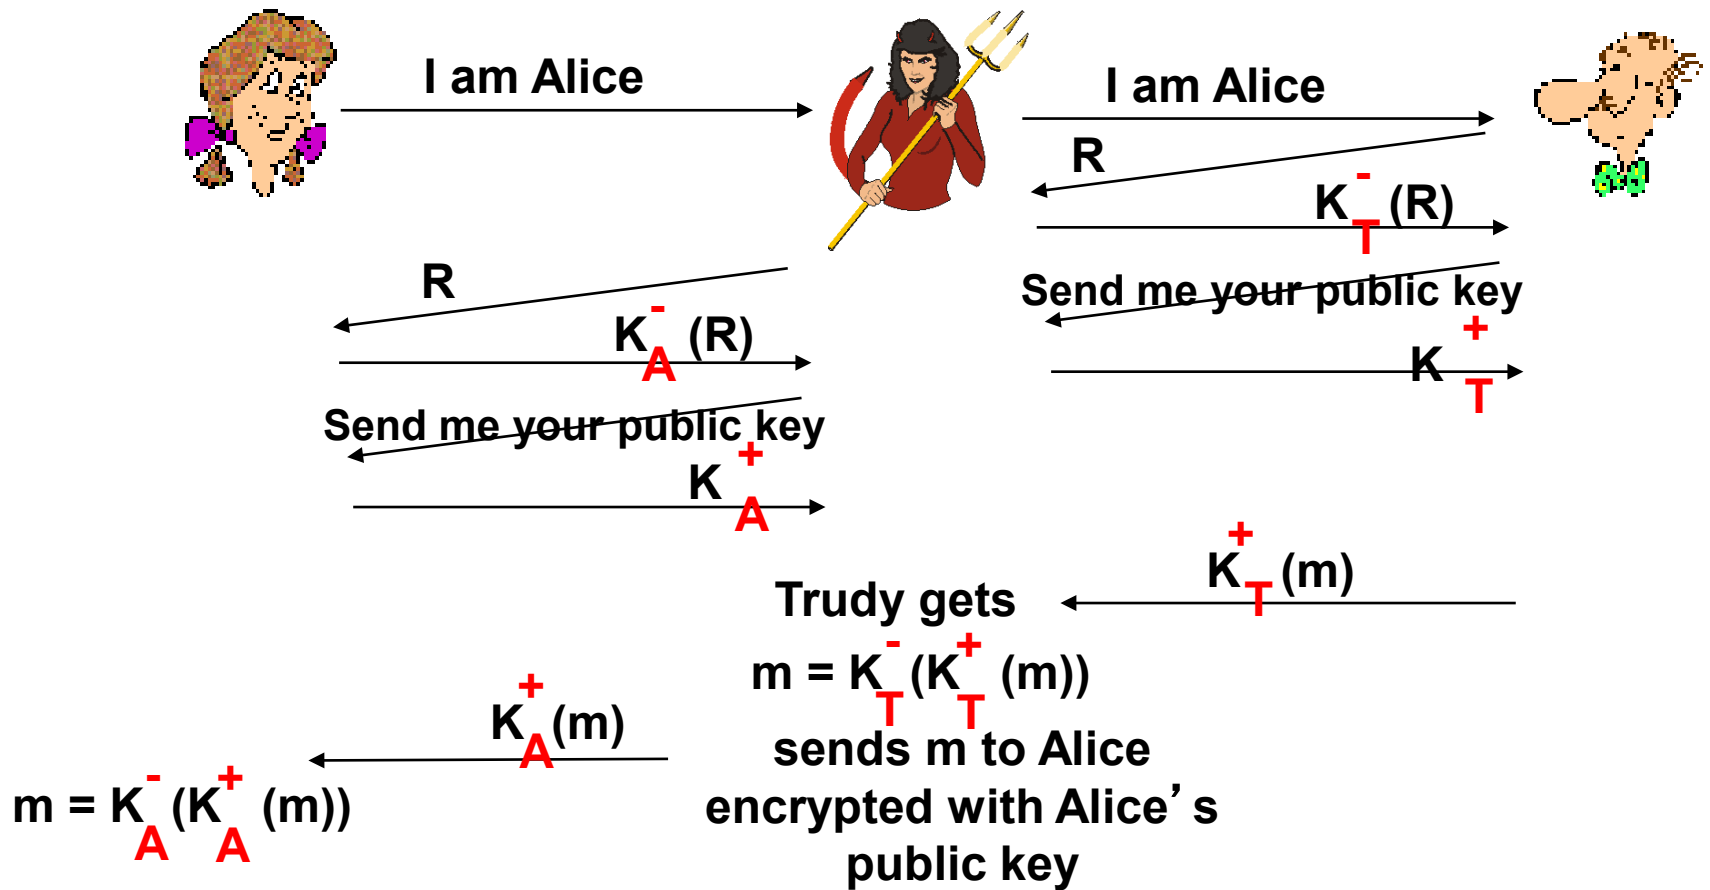 I am Alice
I am Alice
R
K-T(R)
R
Send me your public key
K-A(R)
K+T
Send me your public key
K+A
K+T(m)
Trudy gets
m = K-T(K+T(m))
K+A(m)
sends m to Alice
m = K-A(K+A(m))
encrypted with Alice’s
public key